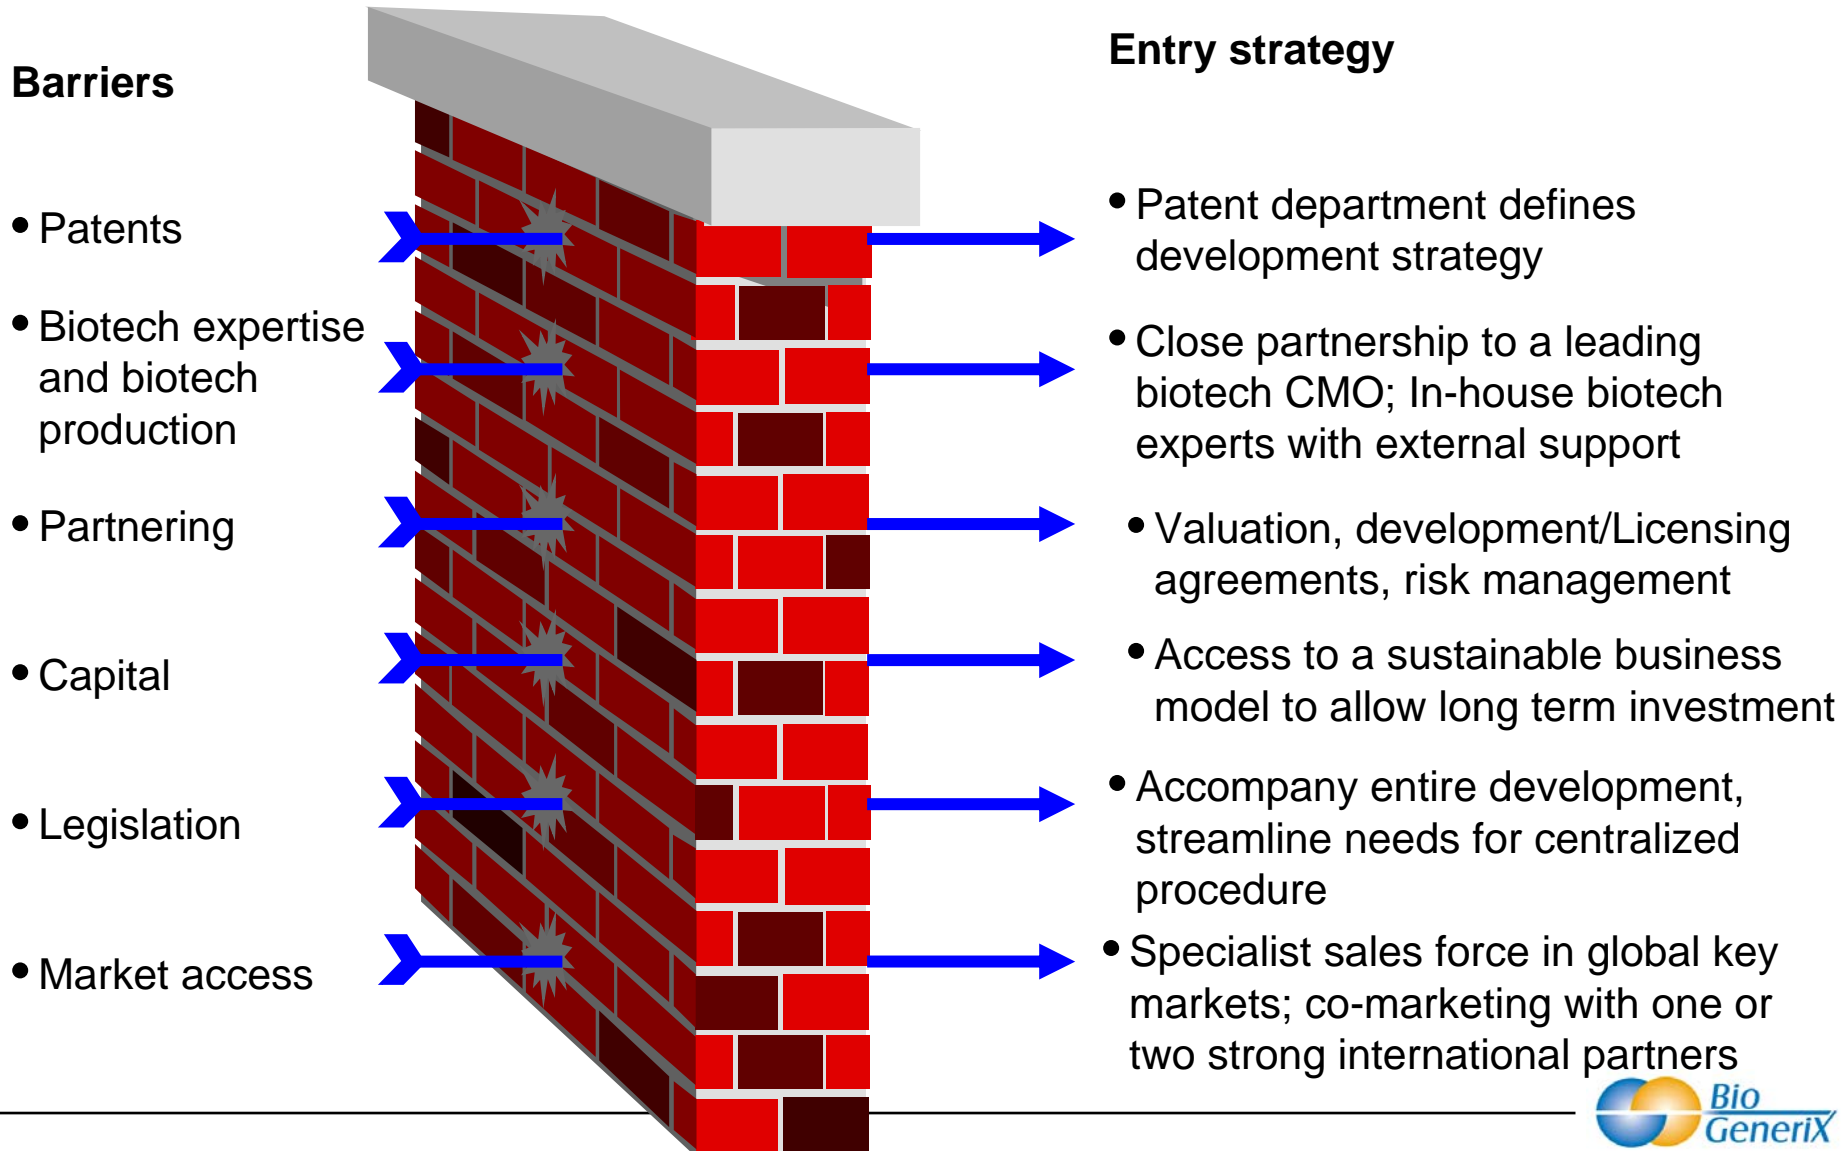 Barriers
Entry strategy
• Patents
• Patent department defines
development strategy
• Biotech expertise
and biotech
production
• Close partnership to a leading
biotech CMO; In-house biotech
experts with external support
• Partnering
• Valuation, development/Licensing
agreements, risk management
• Capital
• Access to a sustainable business
model to allow long term investment
• Legislation
• Accompany entire development,
streamline needs for centralized
procedure
• Market access
• Specialist sales force in global key
markets; co-marketing with one or
two strong international partners
Bio
GeneriX